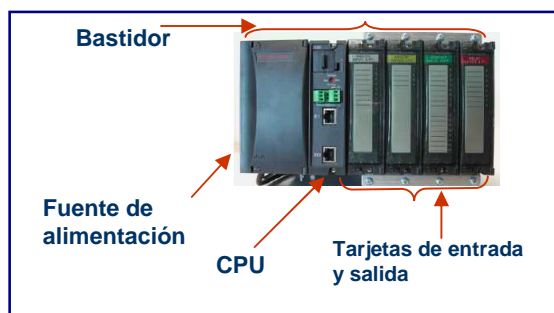 Bastidor
Fuente de
alimentación
CPU
Tarjetas de entrada
y salida